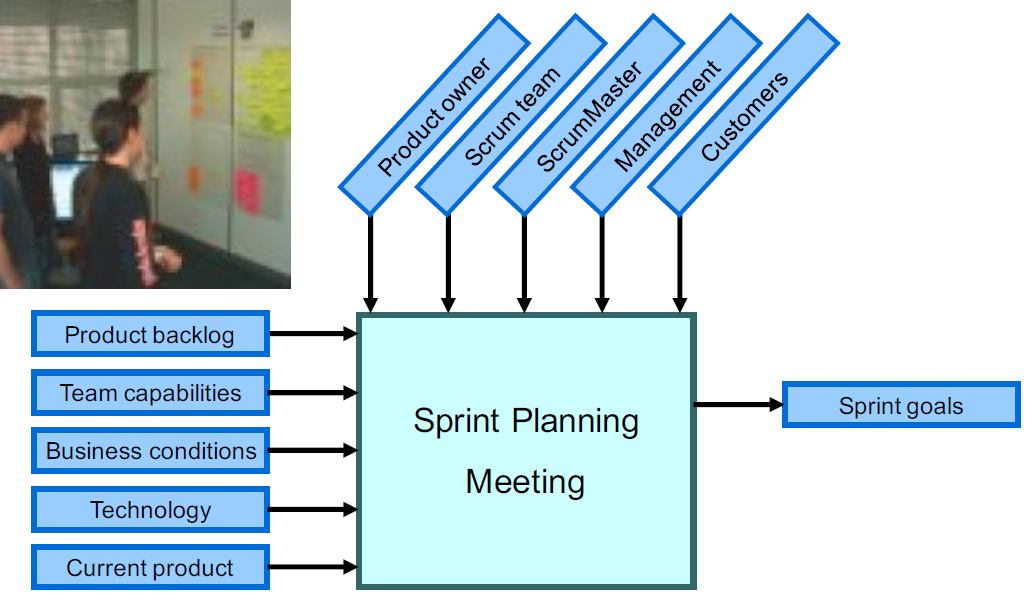 Product owner
Scrum team
ScrumMaster
Management
Customers
Product backlog
Team capabilities
Business conditions
Technology
Current product
Sprint Planning
Meeting
Sprint goals